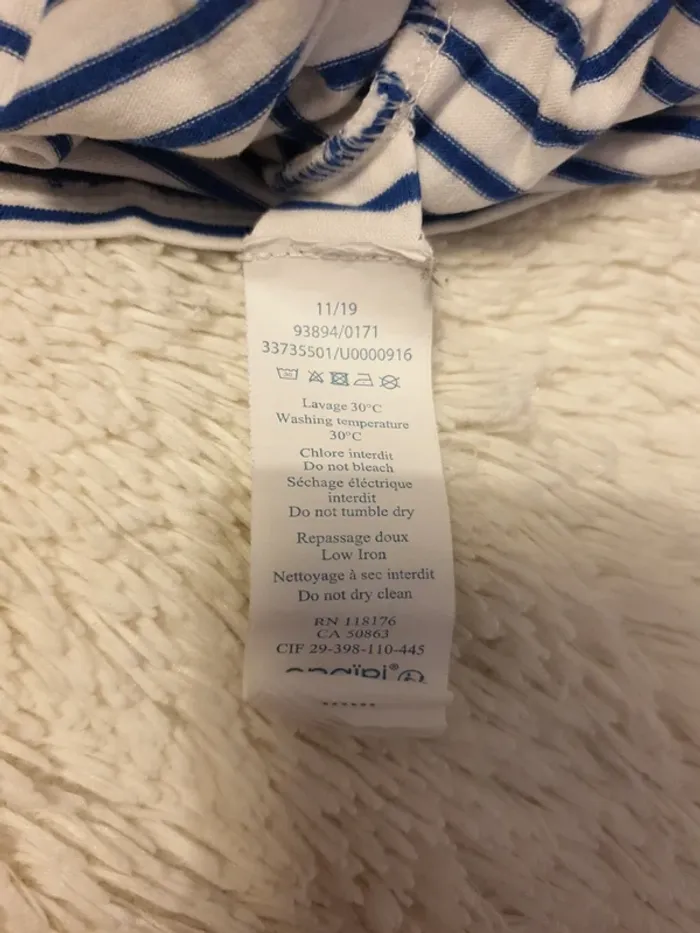 11/19
93894/0171
33735501/U0000916
30
Lavage 30°C
Washing temperature
30°C
Chlore interdit
Do not bleach
Séchage éléctrique
interdit
Do not tumble dry
Repassage doux
Low Iron
Nettoyage à sec interdit
Do not dry clean
RN 118176
CA 50863
CIF 29-398-110-445